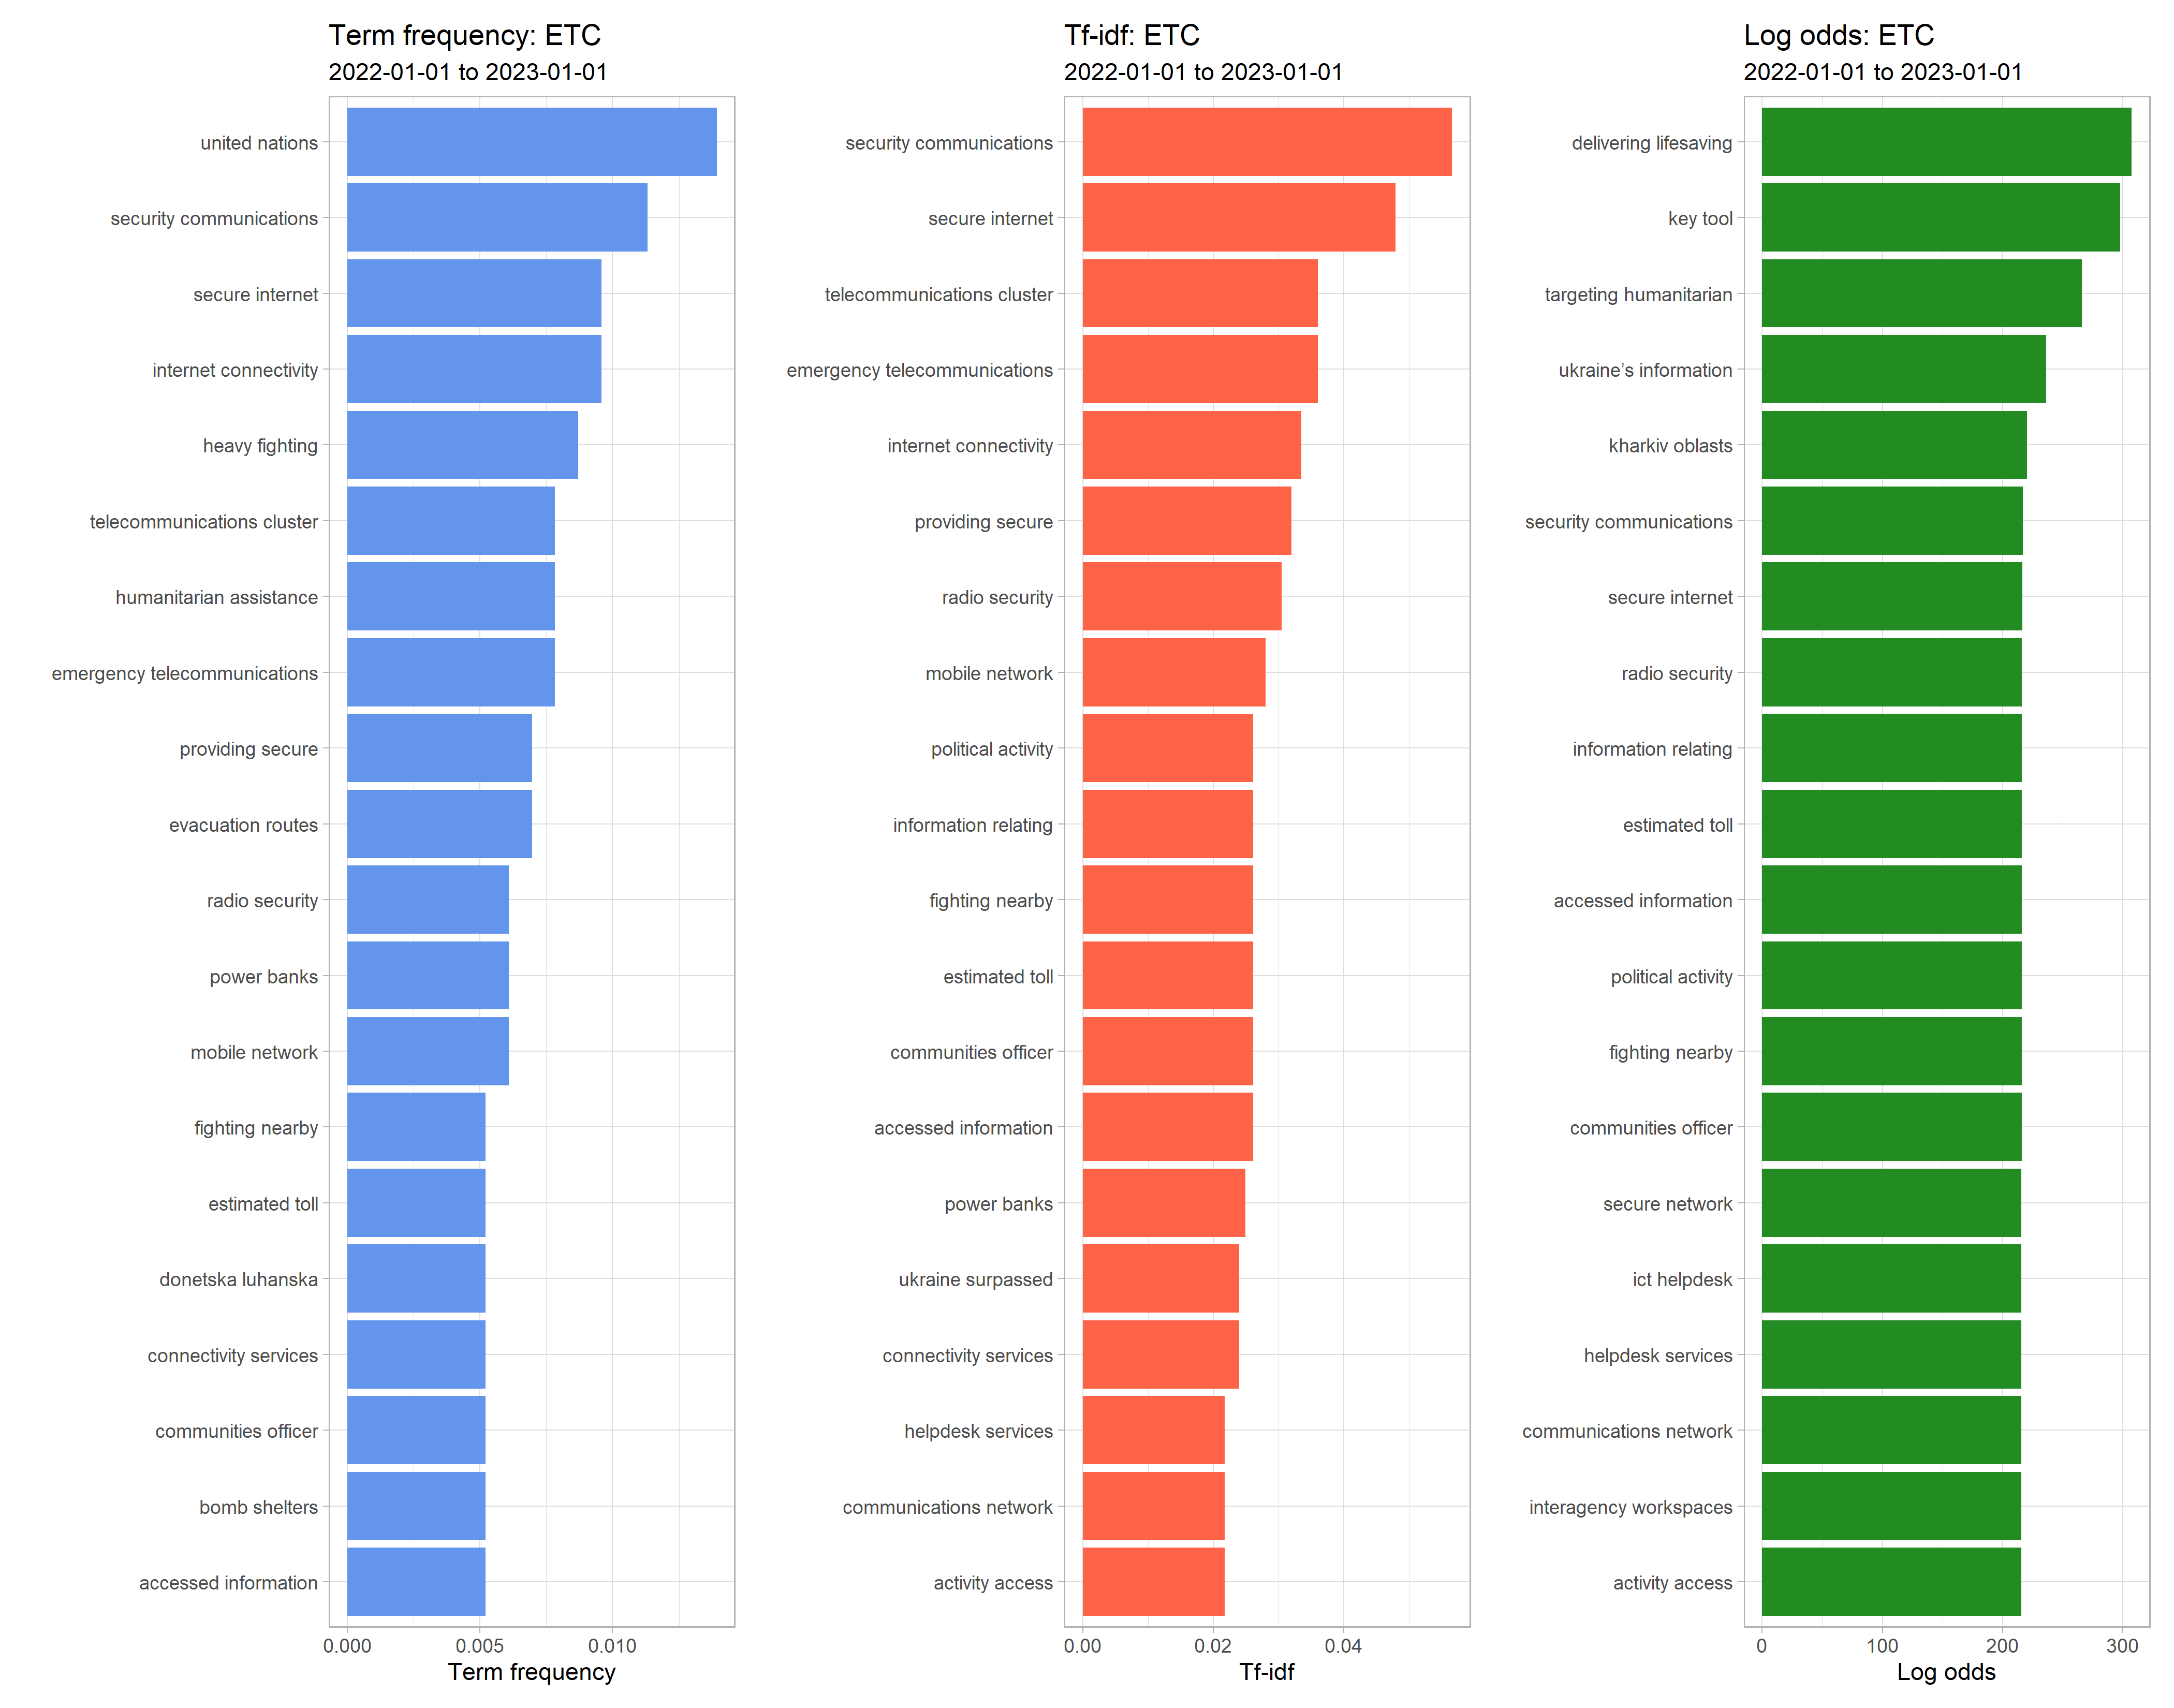 Term frequency: ETC
2022-01-01 to 2023-01-01
united nations
security communications
secure internet
internet connectivity
heavy fighting
telecommunications cluster
humanitarian assistance
emergency telecommunications
providing secure
evacuation routes
radio security
power banks
mobile network
fighting nearby
estimated toll
donetska luhanska
connectivity services
communities officer
bomb shelters
accessed information
0.000 0.005 0.010
Term frequency
Tf-idf: ETC
2022-01-01 to 2023-01-01
security communications
secure internet
telecommunications cluster
emergency telecommunications
internet connectivity
providing secure
radio security
mobile network
political activity
information relating
fighting nearby
estimated toll
communities officer
accessed information
power banks
ukraine surpassed
connectivity services
helpdesk services
communications network
activity access
0.00 0.02 0.04
Tf-idf
Log odds: ETC
2022-01-01 to 2023-01-01
delivering lifesaving
key tool
targeting humanitarian
ukraine’s information
kharkiv oblasts
security communications
secure internet
radio security
information relating
estimated toll
accessed information
political activity
fighting nearby
communities officer
secure network
ict helpdesk
helpdesk services
communications network
interagency workspaces
activity access
0 100 200 300
Log odds